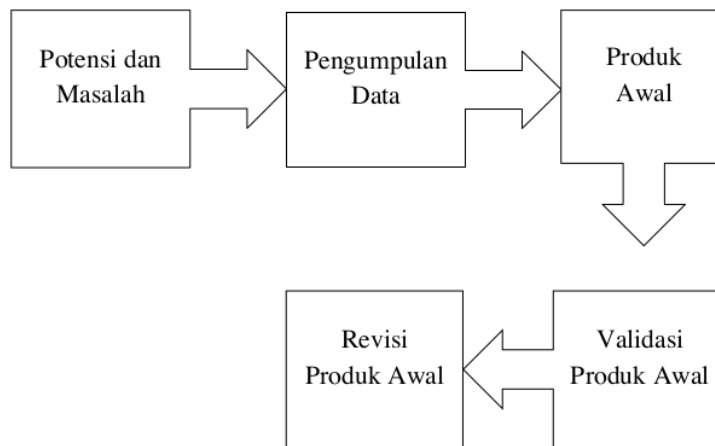 Potensi dan
Masalah
Pengumpulan
Data
Produk
Awal
Revisi
Produk Awal
Validasi
Produk Awal